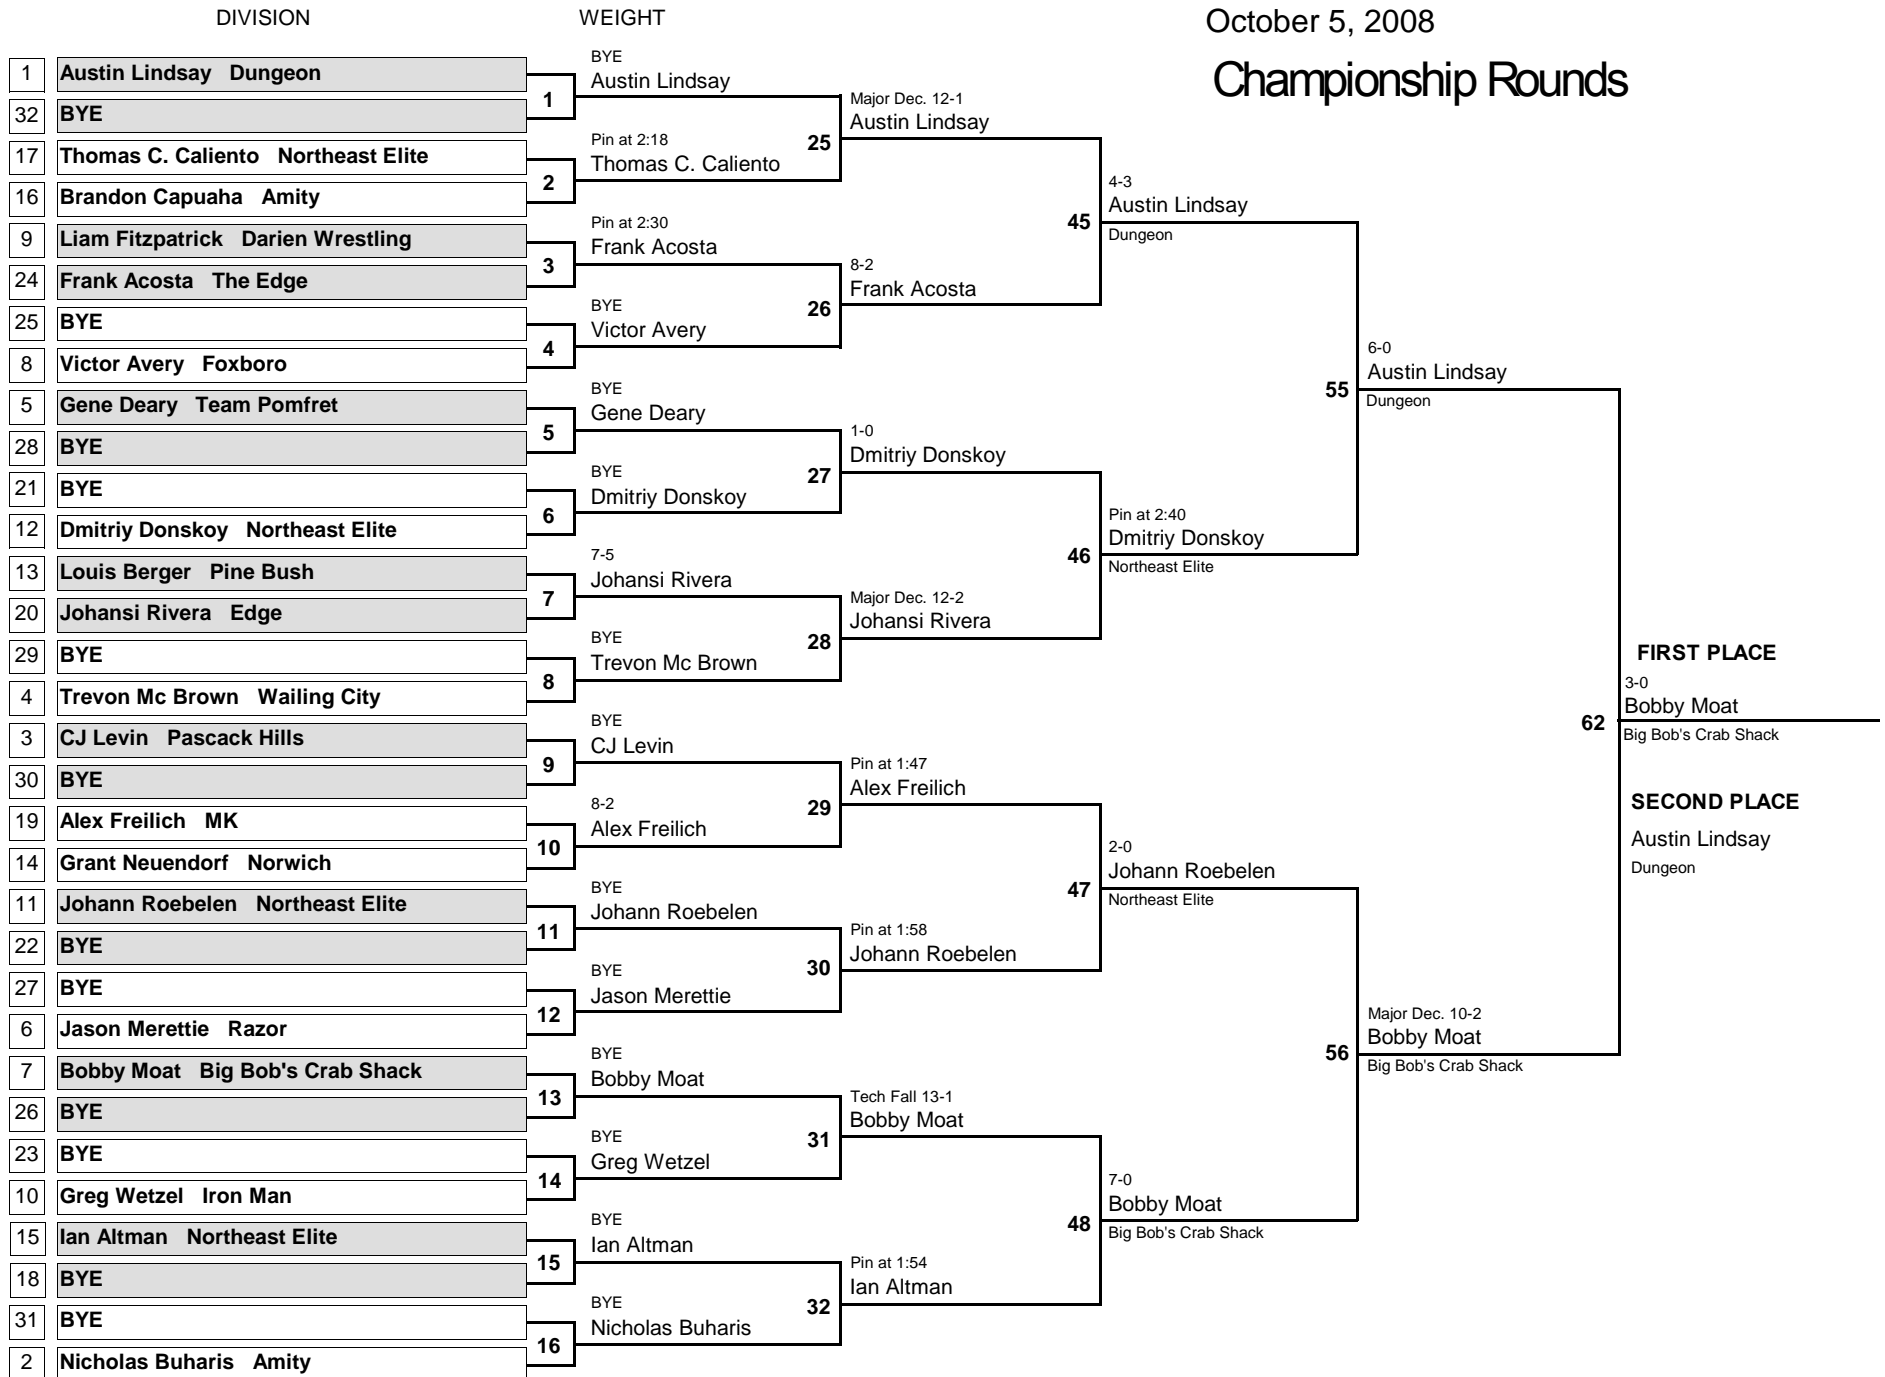 DIVISION WEIGHT October 5, 2008
Championship Rounds
1 Austin Lindsay Dungeon
32 BYE
17 Thomas C. Caliento Northeast Elite
16 Brandon Capuaha Amity
9 Liam Fitzpatrick Darien Wrestling
24 Frank Acosta The Edge
25 BYE
8 Victor Avery Foxboro
5 Gene Deary Team Pomfret
28 BYE
21 BYE
12 Dmitriy Donskoy Northeast Elite
13 Louis Berger Pine Bush
20 Johansi Rivera Edge
29 BYE
4 Trevon Mc Brown Wailing City
3 CJ Levin Pascack Hills
30 BYE
19 Alex Freilich MK
14 Grant Neuendorf Norwich
11 Johann Roebelen Northeast Elite
22 BYE
27 BYE
6 Jason Merettie Razor
7 Bobby Moat Big Bob's Crab Shack
26 BYE
23 BYE
10 Greg Wetzel Iron Man
15 Ian Altman Northeast Elite
18 BYE
31 BYE
2 Nicholas Buharis Amity
BYE
1 Austin Lindsay
Pin at 2:18
2 Thomas C. Caliento
Pin at 2:30
3 Frank Acosta
BYE
4 Victor Avery
BYE
5 Gene Deary
BYE
6 Dmitriy Donskoy
7-5
7 Johansi Rivera
BYE
8 Trevon Mc Brown
BYE
9 CJ Levin
8-2
10 Alex Freilich
BYE
11 Johann Roebelen
BYE
12 Jason Merettie
BYE
13 Bobby Moat
BYE
14 Greg Wetzel
BYE
15 Ian Altman
BYE
16 Nicholas Buharis
Major Dec. 12-1
25 Austin Lindsay
8-2
26 Frank Acosta
1-0
27 Dmitriy Donskoy
Major Dec. 12-2
28 Johansi Rivera
Pin at 1:47
29 Alex Freilich
Pin at 1:58
30 Johann Roebelen
Tech Fall 13-1
31 Bobby Moat
Pin at 1:54
32 Ian Altman
4-3
45 Austin Lindsay
Dungeon
Pin at 2:40
46 Dmitriy Donskoy
Northeast Elite
2-0
47 Johann Roebelen
Northeast Elite
7-0
48 Bobby Moat
Big Bob's Crab Shack
6-0
55 Austin Lindsay
Dungeon
Major Dec. 10-2
56 Bobby Moat
Big Bob's Crab Shack
FIRST PLACE
3-0
62 Bobby Moat
Big Bob's Crab Shack
SECOND PLACE
Austin Lindsay
Dungeon